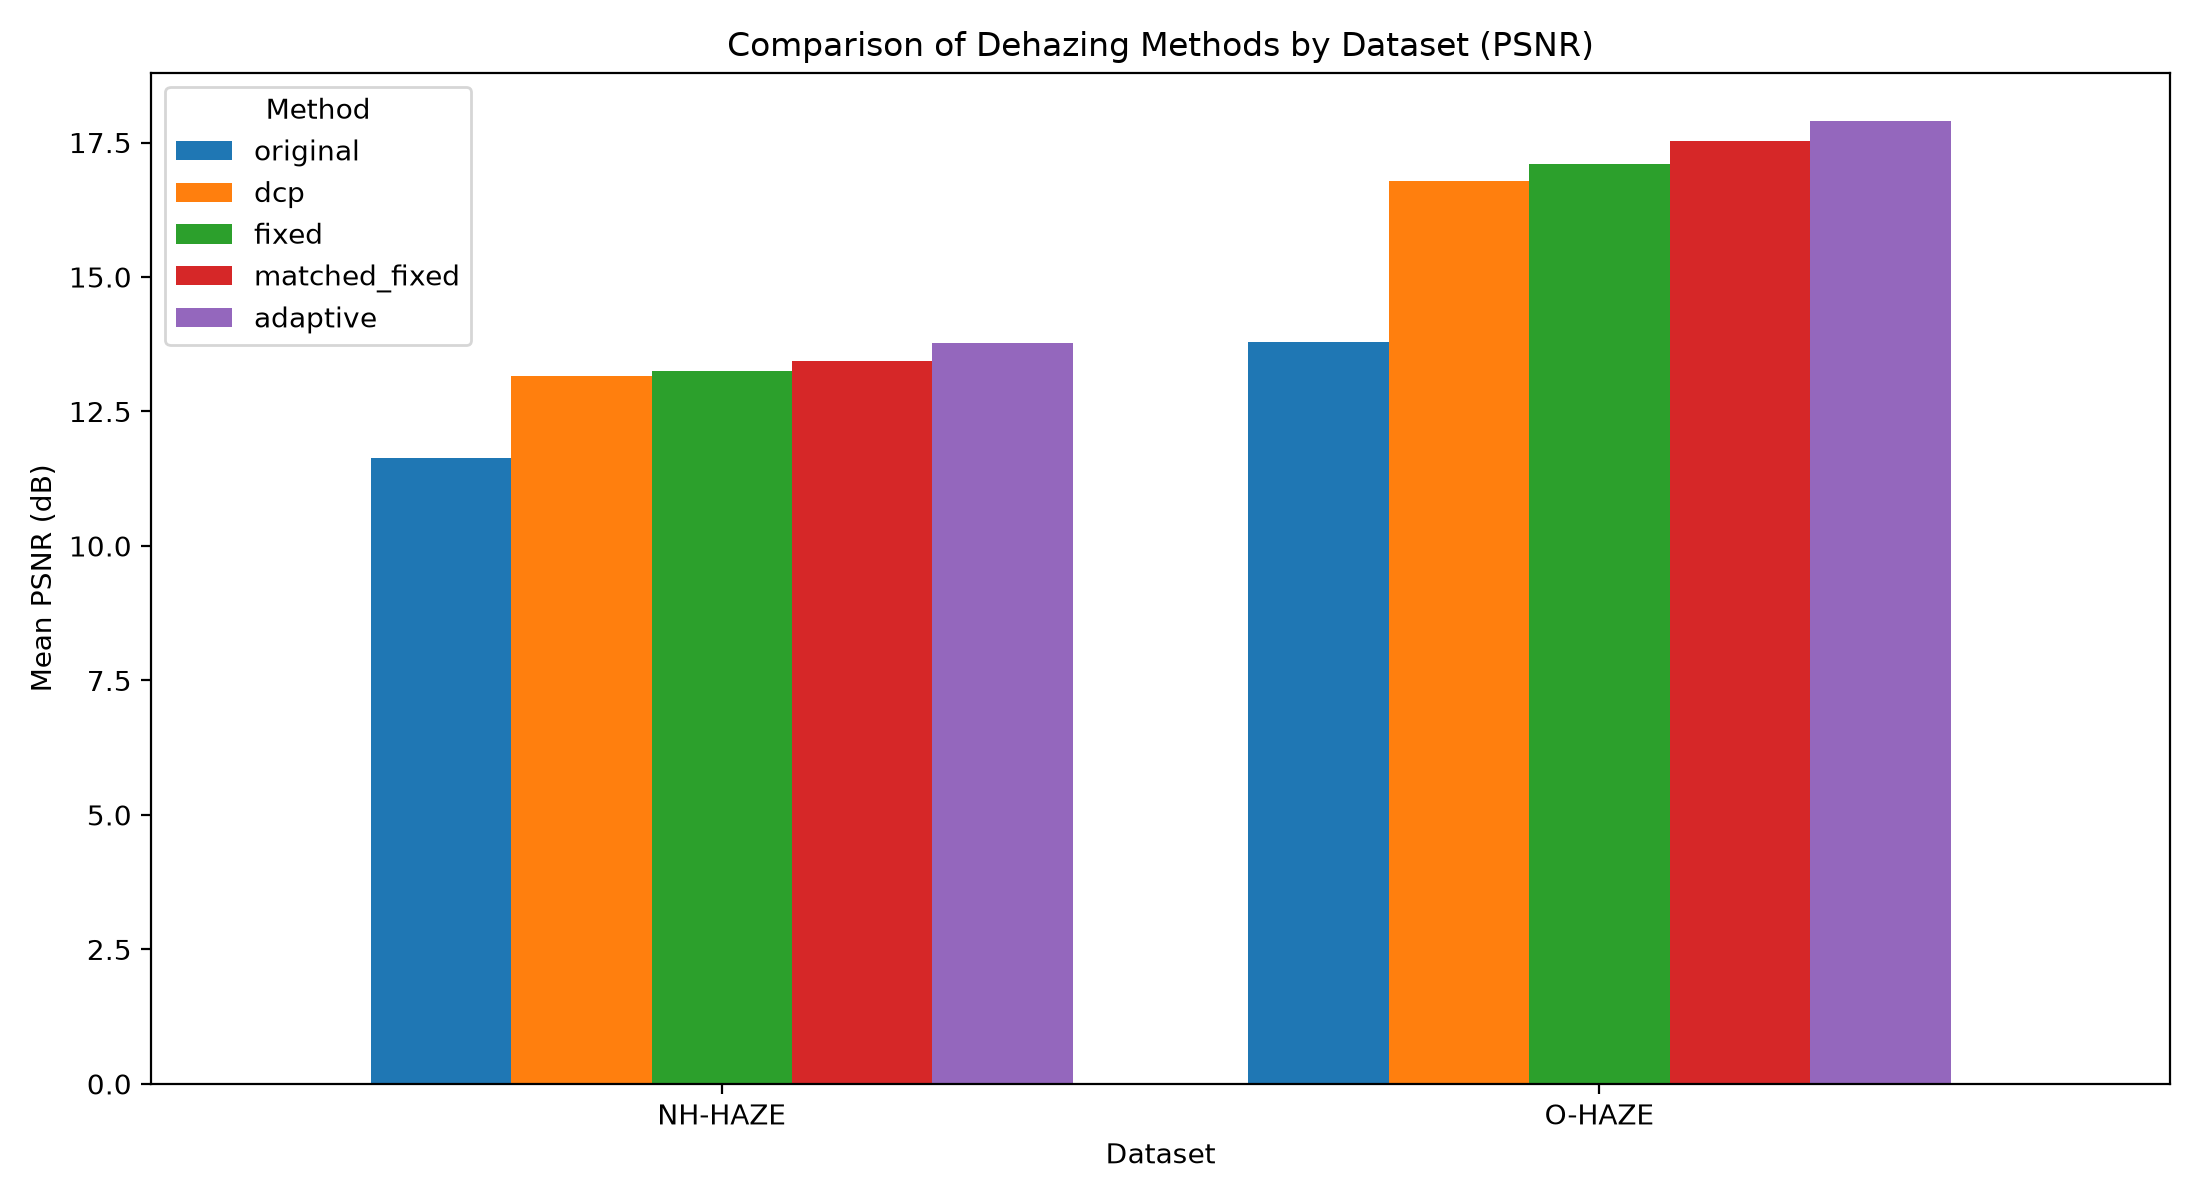 Comparison of Dehazing Methods by Dataset (PSNR)
Method
original
dcp
fixed
matched_fixed
adaptive
17.5
15.0
12.5
10.0
7.5
5.0
2.5
0.0
Mean PSNR (dB)
NH-HAZE
O-HAZE
Dataset